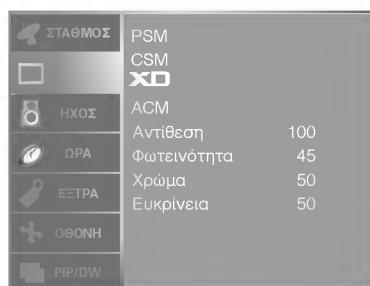 ΣΤΑΘΜΟΣ
ΗΧΟΣ
ΩΡΑ
ΕΞΤΡΑ
ΟΘΟΝΗ
PIP/DW
PSM
CSM
XD
ACM
Αντίθεση 100
Φωτεινότητα 45
Χρώμα 50
Ευκρίνεια 50